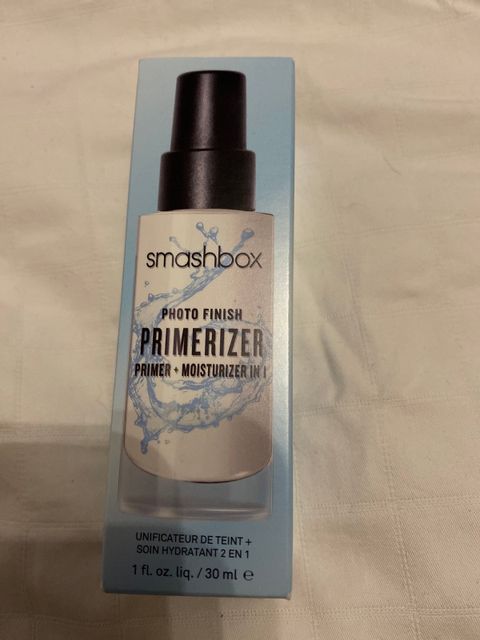 smashbox
PHOTO FINISH
PRIMERIZER
PRIMER + MOISTURIZER IN 1
UNIFICATEUR DE TEINT +
SOIN HYDRATANT 2 EN 1
1 fl. oz. liq. / 30 ml ℮